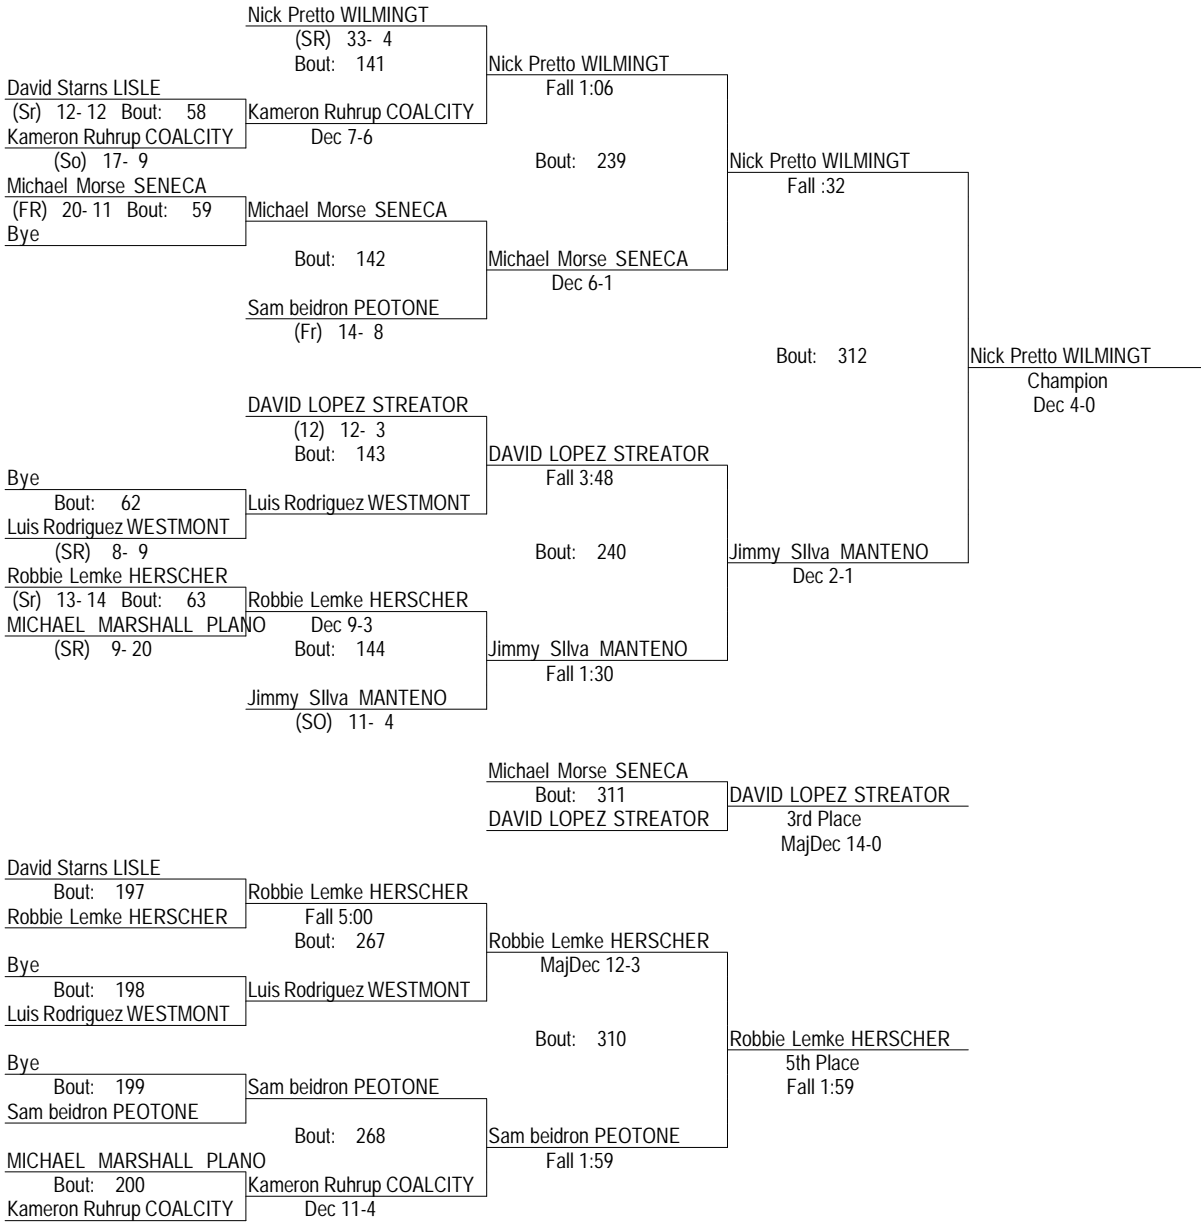 Nick Pretto WILMINGT
(SR) 33- 4
Bout: 141
Nick Pretto WILMINGT
Fall 1:06
David Starns LISLE
(Sr) 12- 12 Bout: 58
Kameron Ruhrup COALCITY
Kameron Ruhrup COALCITY
Dec 7-6
(So) 17- 9
Bout: 239
Nick Pretto WILMINGT
Fall :32
Michael Morse SENECA
(FR) 20- 11 Bout: 59
Michael Morse SENECA
Bye
Bout: 142
Michael Morse SENECA
Dec 6-1
Sam beidron PEOTONE
(Fr) 14- 8
Bout: 312
Nick Pretto WILMINGT
Champion
Dec 4-0
DAVID LOPEZ STREATOR
(12) 12- 3
Bout: 143
DAVID LOPEZ STREATOR
Fall 3:48
Bye
Bout: 62
Luis Rodriguez WESTMONT
Luis Rodriguez WESTMONT
(SR) 8- 9
Bout: 240
Jimmy SIlva MANTENO
Dec 2-1
Robbie Lemke HERSCHER
(Sr) 13- 14 Bout: 63
Robbie Lemke HERSCHER
MICHAEL MARSHALL PLANO
Dec 9-3
(SR) 9- 20
Bout: 144
Jimmy SIlva MANTENO
Fall 1:30
Jimmy SIlva MANTENO
(SO) 11- 4
Michael Morse SENECA
Bout: 311
DAVID LOPEZ STREATOR
DAVID LOPEZ STREATOR
3rd Place
MajDec 14-0
David Starns LISLE
Bout: 197
Robbie Lemke HERSCHER
Robbie Lemke HERSCHER
Fall 5:00
Bout: 267
Robbie Lemke HERSCHER
MajDec 12-3
Bye
Bout: 198
Luis Rodriguez WESTMONT
Luis Rodriguez WESTMONT
Bout: 310
Robbie Lemke HERSCHER
5th Place
Fall 1:59
Bye
Bout: 199
Sam beidron PEOTONE
Sam beidron PEOTONE
Bout: 268
Sam beidron PEOTONE
Fall 1:59
MICHAEL MARSHALL PLANO
Bout: 200
Kameron Ruhrup COALCITY
Kameron Ruhrup COALCITY
Dec 11-4